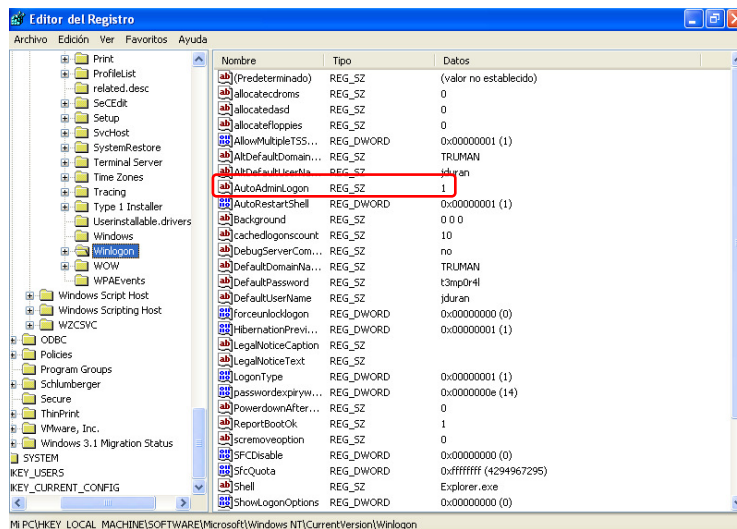 Editor del Registro
Archivo Edición Ver Favoritos Ayuda
Print
ProfileList
related.desc
SeCEdit
Setup
SvcHost
SystemRestore
Terminal Server
Time Zones
Tracing
Type 1 Installer
Userinstallable.drivers
Windows
Winlogon
WOW
WPAEvents
Windows Script Host
Windows Scripting Host
WZCSVC
ODBC
Policies
Program Groups
Schlumberger
Secure
ThinPrint
VMware, Inc.
Windows 3.1 Migration Status
SYSTEM
KEY_USERS
KEY_CURRENT_CONFIG
Nombre Tipo Datos
(Predeterminado) REG_SZ (valor no establecido)
allocatecdroms REG_SZ 0
allocatedasd REG_SZ 0
allocatefloppies REG_SZ 0
AllowMultipleTSS... REG_DWORD 0x00000001 (1)
AltDefaultDomain... REG_SZ TRUMAN
AltDefaultUserNa... REG_SZ jduran
AutoAdminLogon REG_SZ 1
AutoRestartShell REG_DWORD 0x00000001 (1)
Background REG_SZ 0 0 0
cachedlogonscount REG_SZ 10
DebugServerCom... REG_SZ no
DefaultDomainNa... REG_SZ TRUMAN
DefaultPassword REG_SZ t3mp0r4l
DefaultUserName REG_SZ jduran
forceunlocklogon REG_DWORD 0x00000000 (0)
HibernationPrevi... REG_DWORD 0x00000001 (1)
LegalNoticeCaption REG_SZ
LegalNoticeText REG_SZ
LogonType REG_DWORD 0x00000001 (1)
passwordexpiryw... REG_DWORD 0x0000000e (14)
PowerdownAfter... REG_SZ 0
ReportBootOk REG_SZ 1
scremoveoption REG_SZ 0
SFCDisable REG_DWORD 0x00000000 (0)
SfcQuota REG_DWORD 0xffffffff (4294967295)
Shell REG_SZ Explorer.exe
ShowLogonOptions REG_DWORD 0x00000000 (0)
Mi PC\HKEY_LOCAL_MACHINE\SOFTWARE\Microsoft\Windows NT\CurrentVersion\Winlogon